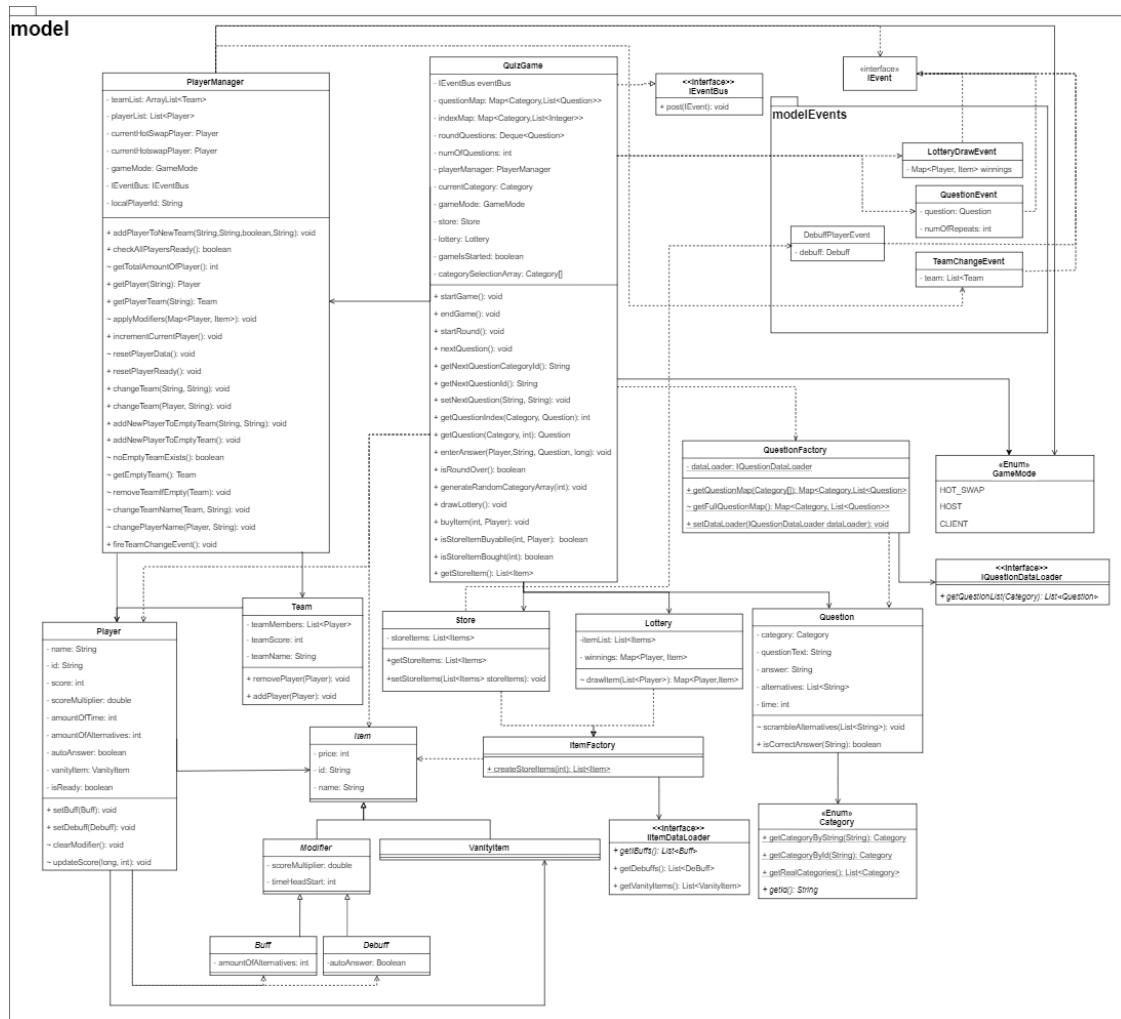 model
PlayerManager
- teamList: ArrayList<Team>
- playerList: List<Player>
- currentHotSwapPlayer: Player
- currentHotswapPlayer: Player
- gameMode: GameMode
- IEventBus: IEventBus
- localPlayerId: String
+ addPlayerToNewTeam(String,String,boolean,String): void
+ checkAllPlayersReady(): boolean
~ getTotalAmountOfPlayer(): int
+ getPlayer(String): Player
+ getPlayerTeam(String): Team
~ applyModifiers(Map<Player, Item>): void
+ incrementCurrentPlayer(): void
~ resetPlayerData(): void
+ resetPlayerReady(): void
+ changeTeam(String, String): void
+ changeTeam(Player, String): void
+ addNewPlayerToEmptyTeam(String, String): void
+ addNewPlayerToEmptyTeam(): void
~ noEmptyTeamExists(): boolean
~ getEmptyTeam(): Team
~ removeTeamIfEmpty(Team): void
~ changeTeamName(Team, String): void
~ changePlayerName(Player, String): void
+ fireTeamChangeEvent(): void
QuizGame
- IEventBus eventBus
- questionMap: Map<Category,List<Question>>
- indexMap: Map<Category,List<Integer>>
- roundQuestions: Deque<Question>
- numOfQuestions: int
- playerManager: PlayerManager
- currentCategory: Category
- gameMode: GameMode
- store: Store
- lottery: Lottery
- gameIsStarted: boolean
- categorySelectionArray: Category[]
+ startGame(): void
+ endGame(): void
+ startRound(): void
+ nextQuestion(): void
+ getNextQuestionCategoryId(): String
+ getNextQuestionId(): String
+ setNextQuestion(String, String): void
+ getQuestionIndex(Category, Question): int
+ getQuestion(Category, int): Question
+ enterAnswer(Player,String, Question, long): void
+ isRoundOver(): boolean
+ generateRandomCategoryArray(int): void
+ drawLottery(): void
+ buyItem(int, Player): void
+ isStoreItemBuyablle(int, Player): boolean
+ isStoreItemBought(int): boolean
+ getStoreItem(): List<Item>
<<Interface>>
IEventBus
+ post(IEvent): void
«interface»
IEvent
modelEvents
LotteryDrawEvent
- Map<Player, Item> winnings
QuestionEvent
- question: Question
- numOfRepeats: int
DebuffPlayerEvent
- debuff: Debuff
TeamChangeEvent
- team: List<Team
QuestionFactory
- dataLoader: IQuestionDataLoader
+ getQuestionMap(Category[]): Map<Category,List<Question>
~ getFullQuestionMap(): Map<Category, List<Question>>
+ setDataLoader(IQuestionDataLoader dataLoader): void
«Enum»
GameMode
HOT_SWAP
HOST
CLIENT
<<Interface>>
IQuestionDataLoader
+ getQuestionList(Category): List<Question>
Team
- teamMembers: List<Player>
- teamScore: int
- teamName: String
+ removePlayer(Player): void
+ addPlayer(Player): void
Player
- name: String
- id: String
- score: int
- scoreMultiplier: double
- amountOfTime: int
- amountOfAlternatives: int
- autoAnswer: boolean
- vanityItem: VanityItem
- isReady: boolean
+ setBuff(Buff): void
+ setDebuff(Debuff): void
~ clearModifier(): void
~ updateScore(long, int): void
Store
- storeItems: List<Items>
+getStoreItems: List<Items>
+setStoreItems(List<Items> storeItems): void
Lottery
-itemList: List<Items>
- winnings: Map<Player, Item>
~ drawItem(List<Player>): Map<Player,Item>
Question
- category: Category
- questionText: String
- answer: String
- alternatives: List<String>
- time: int
~ scrambleAlternatives(List<String>): void
+ isCorrectAnswer(String): boolean
Item
- price: int
- id: String
- name: String
ItemFactory
+ createStoreItems(int): List<Item>
Modifier
- scoreMultiplier: double
- timeHeadStart: int
VanityItem
<<Interface>>
IItemDataLoader
+ getllBuffs(): List<Buff>
+ getDebuffs(): List<DeBuff>
+ getVanityItems(): List<VanityItem>
«Enum»
Category
+ getCategoryByString(String): Category
+ getCategoryById(String): Category
+ getRealCategories(): List<Category>
+ getId(): String
Buff
- amountOfAlternatives: int
Debuff
-autoAnswer: Boolean